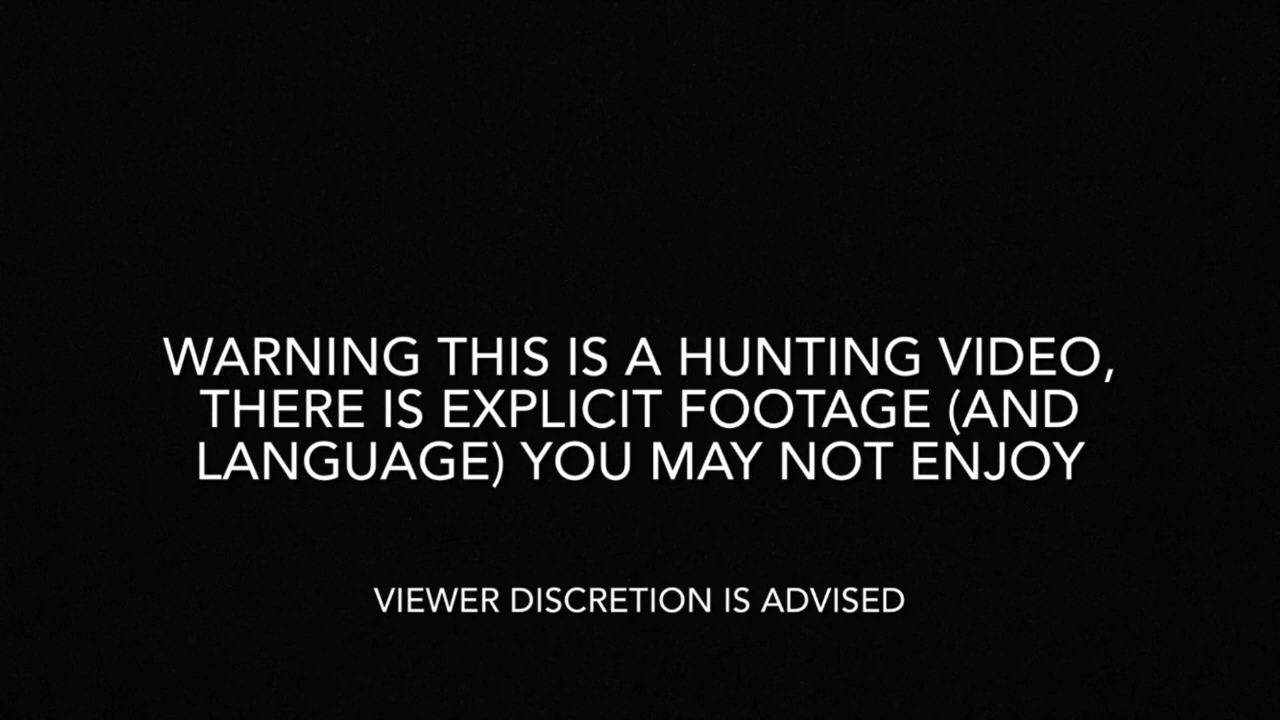 WARNING THIS IS A HUNTING VIDEO,
THERE IS EXPLICIT FOOTAGE (AND
LANGUAGE) YOU MAY NOT ENJOY
VIEWER DISCRETION IS ADVISED